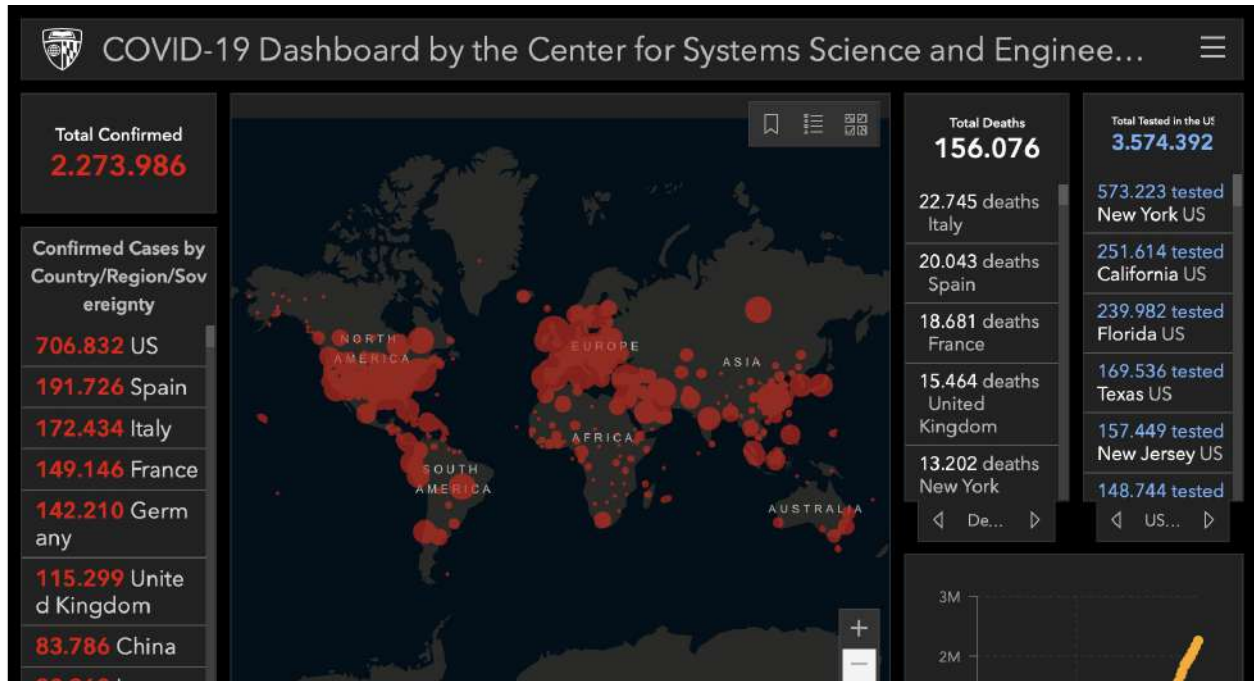 COVID-19 Dashboard by the Center for Systems Science and Enginee...
Total Confirmed
2.273.986
Confirmed Cases by
Country/Region/Sov
ereignty
706.832 US
191.726 Spain
172.434 Italy
149.146 France
142.210 Germ
any
115.299 Unite
d Kingdom
83.786 China
NORTH
AMERICA
EUROPE
ASIA
AFRICA
SOUTH
AMERICA
AUSTRALIA
+
−
Total Deaths
156.076
22.745 deaths
Italy
20.043 deaths
Spain
18.681 deaths
France
15.464 deaths
United
Kingdom
13.202 deaths
New York
De...
Total Tested in the US
3.574.392
573.223 tested
New York US
251.614 tested
California US
239.982 tested
Florida US
169.536 tested
Texas US
157.449 tested
New Jersey US
148.744 tested
US...
3M
2M